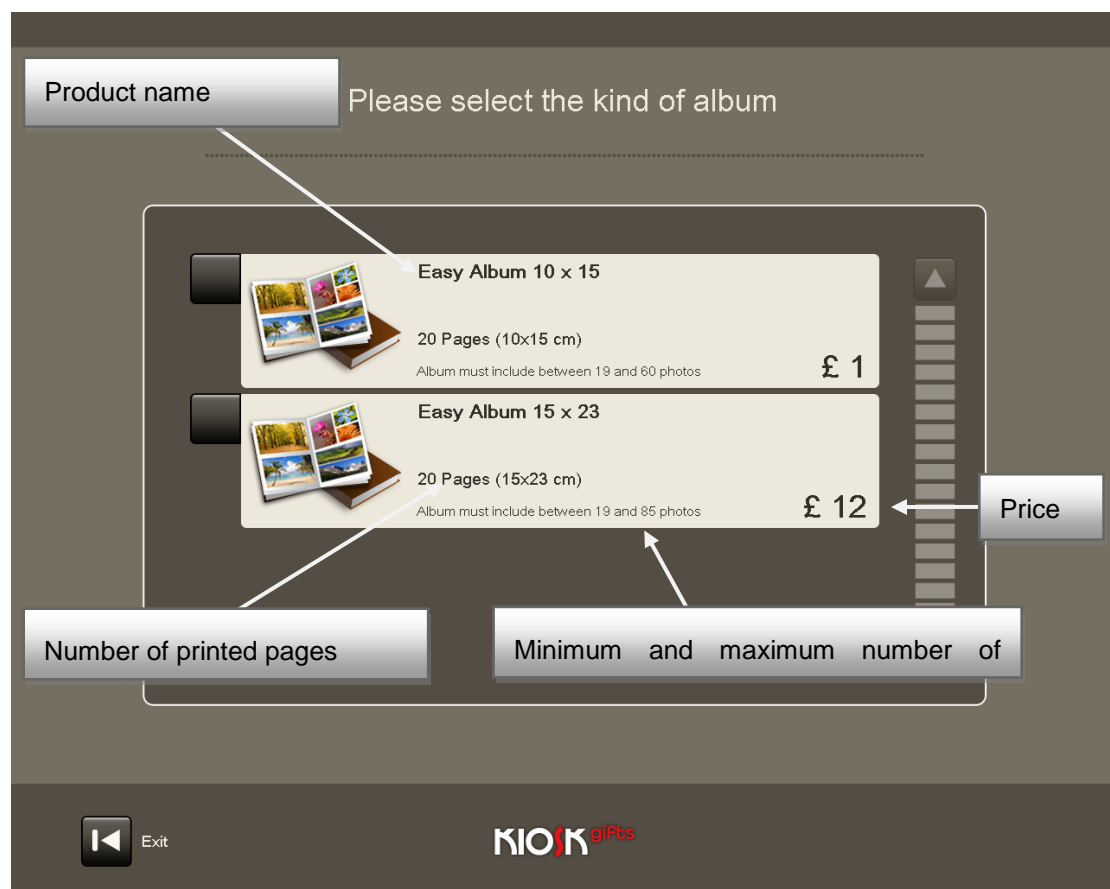 Product name
Please select the kind of album
Easy Album 10 x 15
20 Pages (10x15 cm)
Album must include between 19 and 60 photos
£ 1
Easy Album 15 x 23
20 Pages (15x23 cm)
Album must include between 19 and 85 photos
£ 12
Price
Number of printed pages
Minimum and maximum number of
Exit
KIOSK gifts